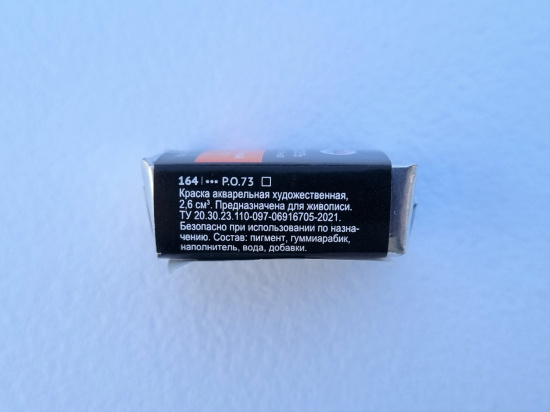 164 | ••• P.O.73 □
Краска акварельная художественная,
2,6 см³. Предназначена для живописи.
ТУ 20.30.23.110-097-06916705-2021.
Безопасно при использовании по назна-
чению. Состав: пигмент, гуммиарабик,
наполнитель, вода, добавки.